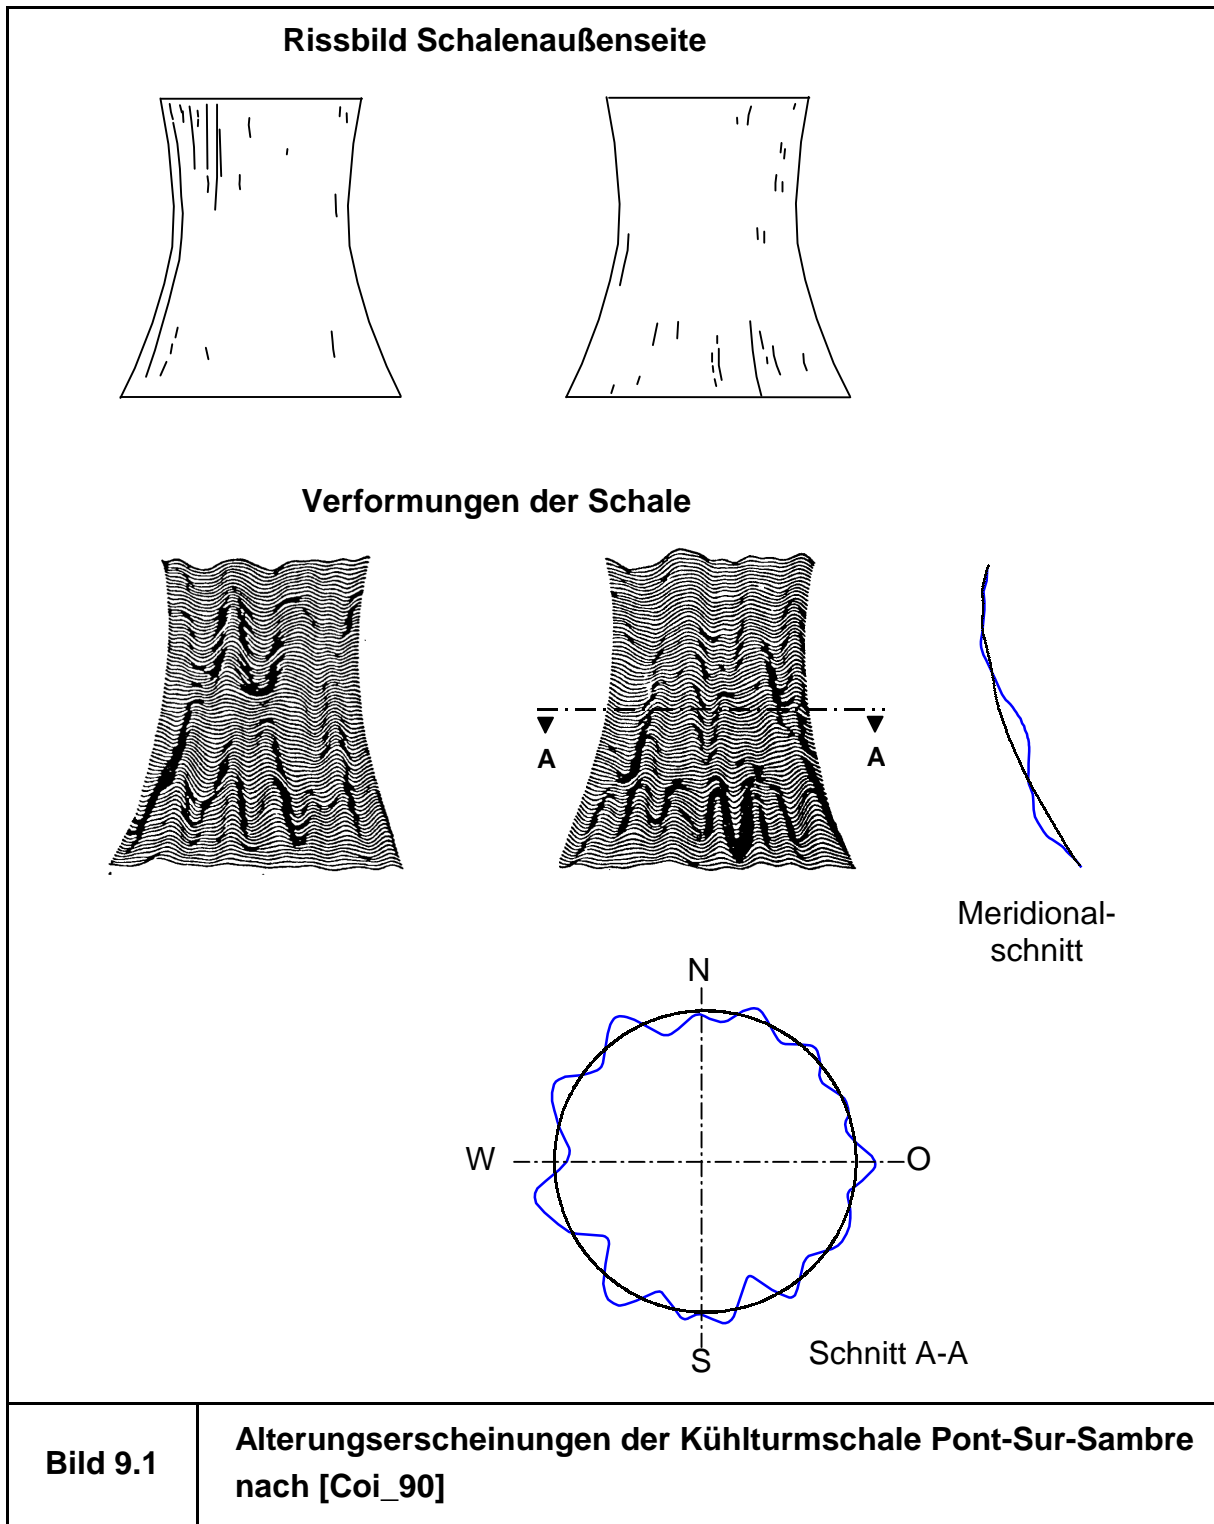 Rissbild Schalenaußenseite
Verformungen der Schale
A
A
Meridional-
schnitt
N
W
O
S
Schnitt A-A
Bild 9.1
Alterungserscheinungen der Kühlturmschale Pont-Sur-Sambre
nach [Coi_90]